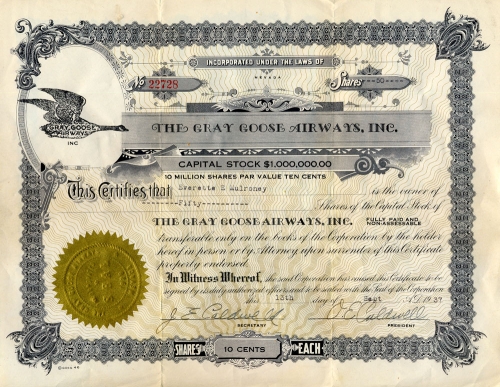 INCORPORATED UNDER THE LAWS OF
NEVADA
No 22728
Shares --50----
GRAY GOOSE
AIRWAYS
INC
THE GRAY GOOSE AIRWAYS, INC.
CAPITAL STOCK $1,000,000.00
10 MILLION SHARES PAR VALUE TEN CENTS
This Certifies that Everette E Mulroney is the owner of
------Fifty----------- Shares of the Capital Stock of
THE GRAY GOOSE AIRWAYS, INC. FULLY PAID AND
NON-ASSESSABLE
transferable only on the books of the Corporation by the holder
hereof in person or by Attorney upon surrender of this Certificate
properly endorsed.
In Witness Whereof, the said Corporation has caused this Certificate to be
signed by its duly authorized officers and to be sealed with the Seal of the Corporation
this 13th day of Sept 1937
J E Caldwell
SECRETARY
J E Caldwell
PRESIDENT
SHARES 10 CENTS EACH